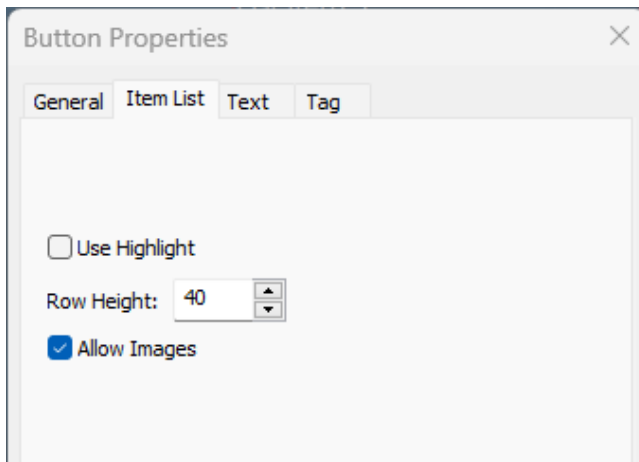 Button Properties
General Item List Text Tag
Use Highlight
Row Height: 40
Allow Images